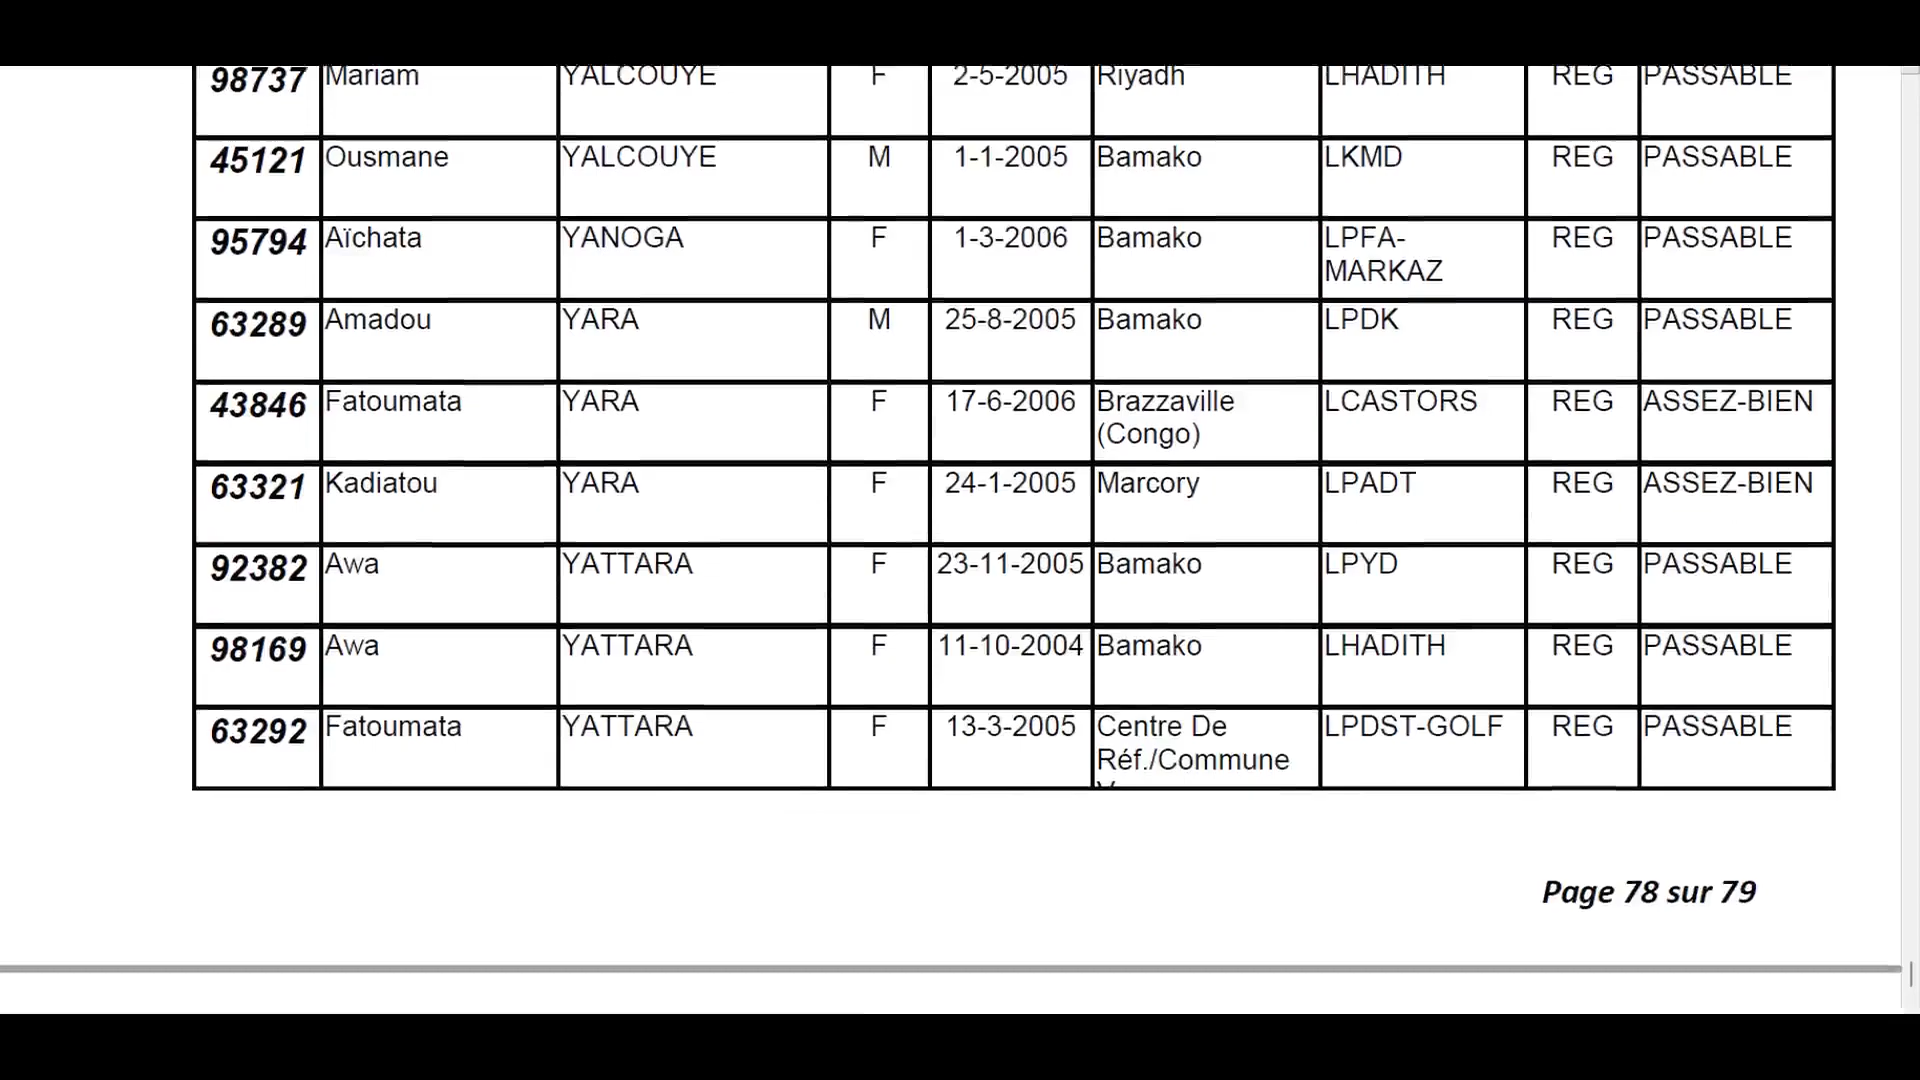 98737 Mariam YALCOUYE F 2-5-2005 Riyadh LHADITH REG PASSABLE
45121 Ousmane YALCOUYE M 1-1-2005 Bamako LKMD REG PASSABLE
95794 Aïchata YANOGA F 1-3-2006 Bamako LPFA- REG PASSABLE
MARKAZ
63289 Amadou YARA M 25-8-2005 Bamako LPDK REG PASSABLE
43846 Fatoumata YARA F 17-6-2006 Brazzaville LCASTORS REG ASSEZ-BIEN
(Congo)
63321 Kadiatou YARA F 24-1-2005 Marcory LPADT REG ASSEZ-BIEN
92382 Awa YATTARA F 23-11-2005 Bamako LPYD REG PASSABLE
98169 Awa YATTARA F 11-10-2004 Bamako LHADITH REG PASSABLE
63292 Fatoumata YATTARA F 13-3-2005 Centre De LPDST-GOLF REG PASSABLE
Réf./Commune
Page 78 sur 79